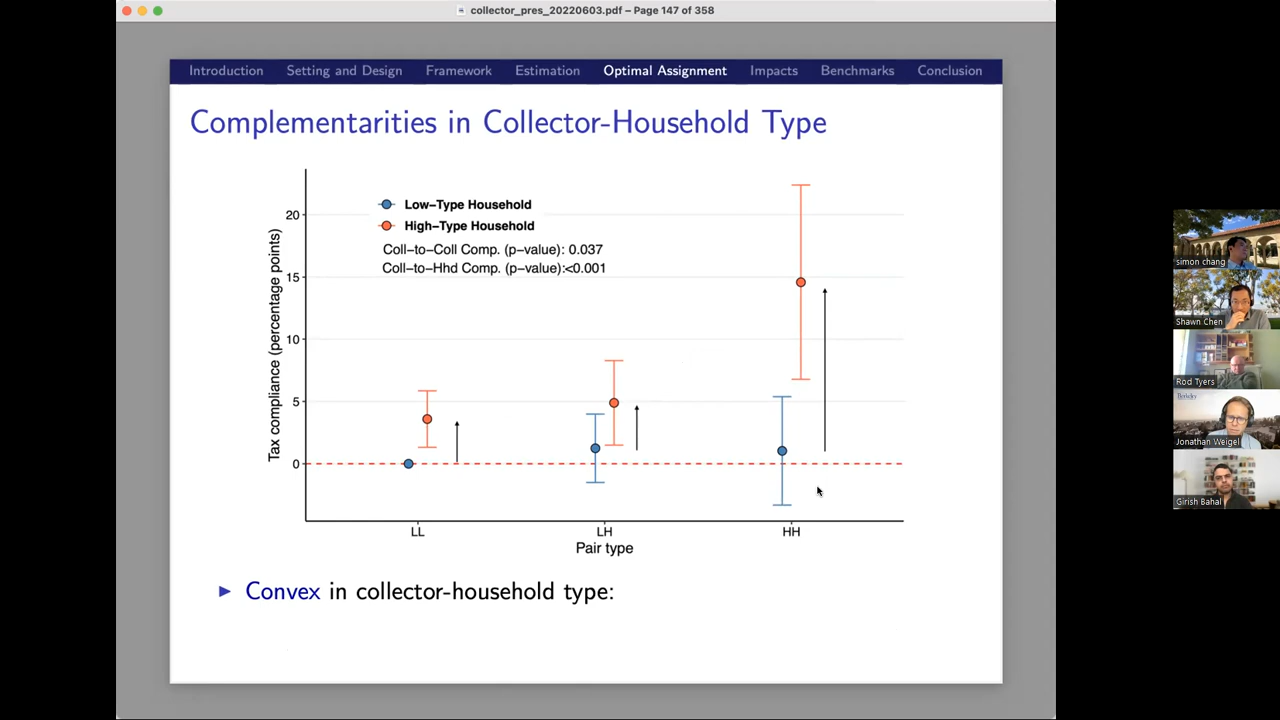 collector_pres_20220603.pdf – Page 147 of 358
Introduction Setting and Design Framework Estimation Optimal Assignment Impacts Benchmarks Conclusion
Complementarities in Collector-Household Type
Low–Type Household
High–Type Household
Coll–to–Coll Comp. (p–value): 0.037
Coll–to–Hhd Comp. (p–value):<0.001
Tax compliance (percentage points)
20
15
10
5
0
LL LH HH
Pair type
Convex in collector-household type:
simon chang
Shawn Chen
Rod Tyers
Berkeley
Jonathan Weigel
Girish Bahal